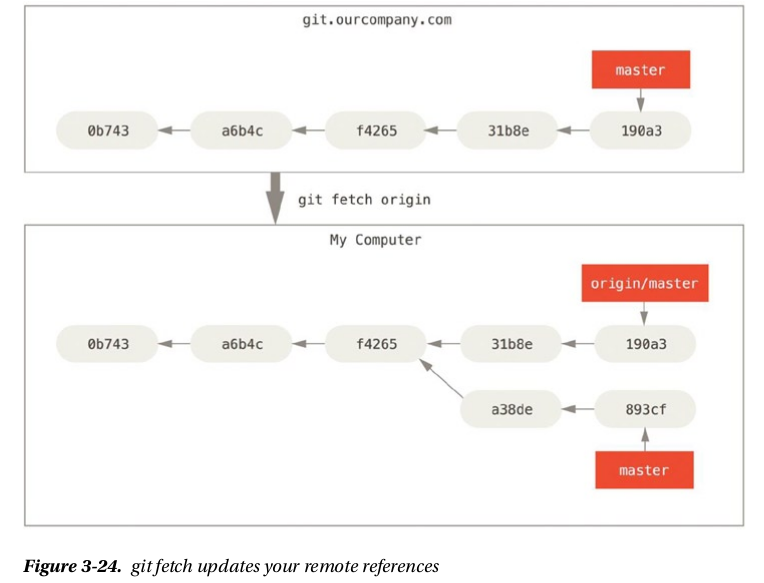 git.ourcompany.com
master
0b743 a6b4c f4265 31b8e 190a3
git fetch origin
My Computer
origin/master
0b743 a6b4c f4265 31b8e 190a3
a38de 893cf
master
Figure 3-24. git fetch updates your remote references